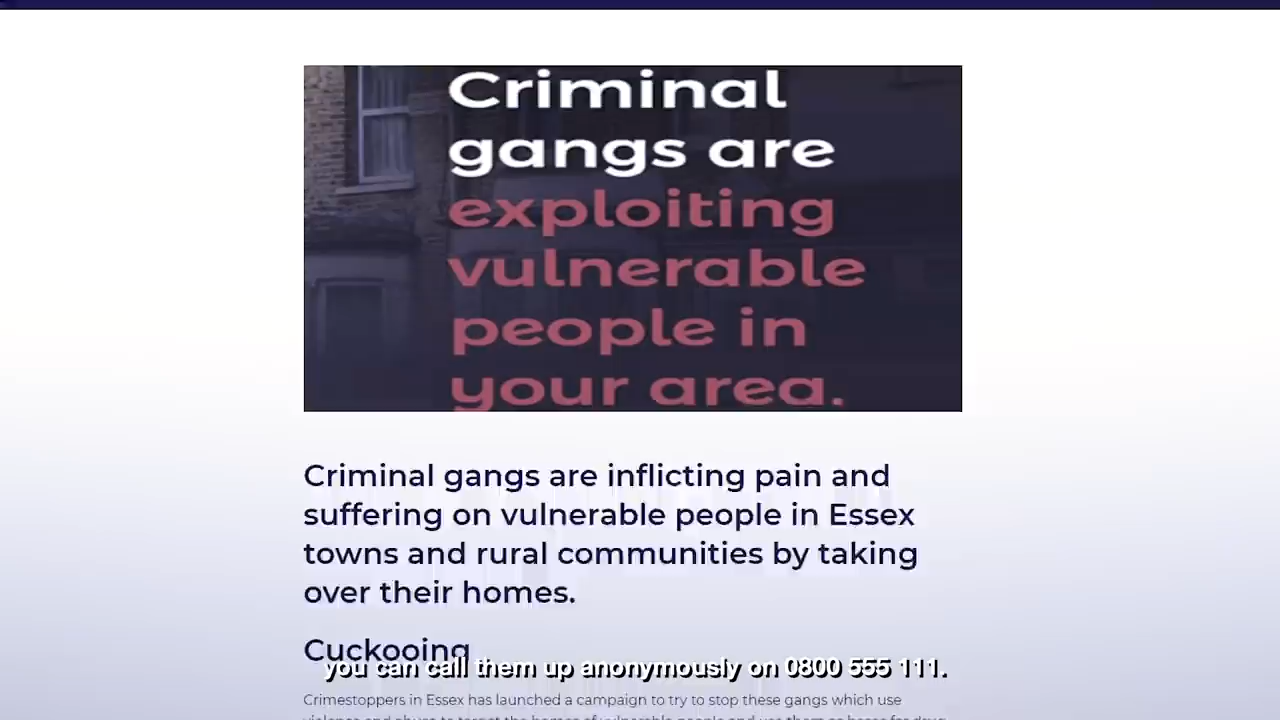 Criminal
gangs are
exploiting
vulnerable
people in
your area.
Criminal gangs are inflicting pain and
suffering on vulnerable people in Essex
towns and rural communities by taking
over their homes.
Cuckooing
you can call them up anonymously on 0800 555 111.
Crimestoppers in Essex has launched a campaign to try to stop these gangs which use